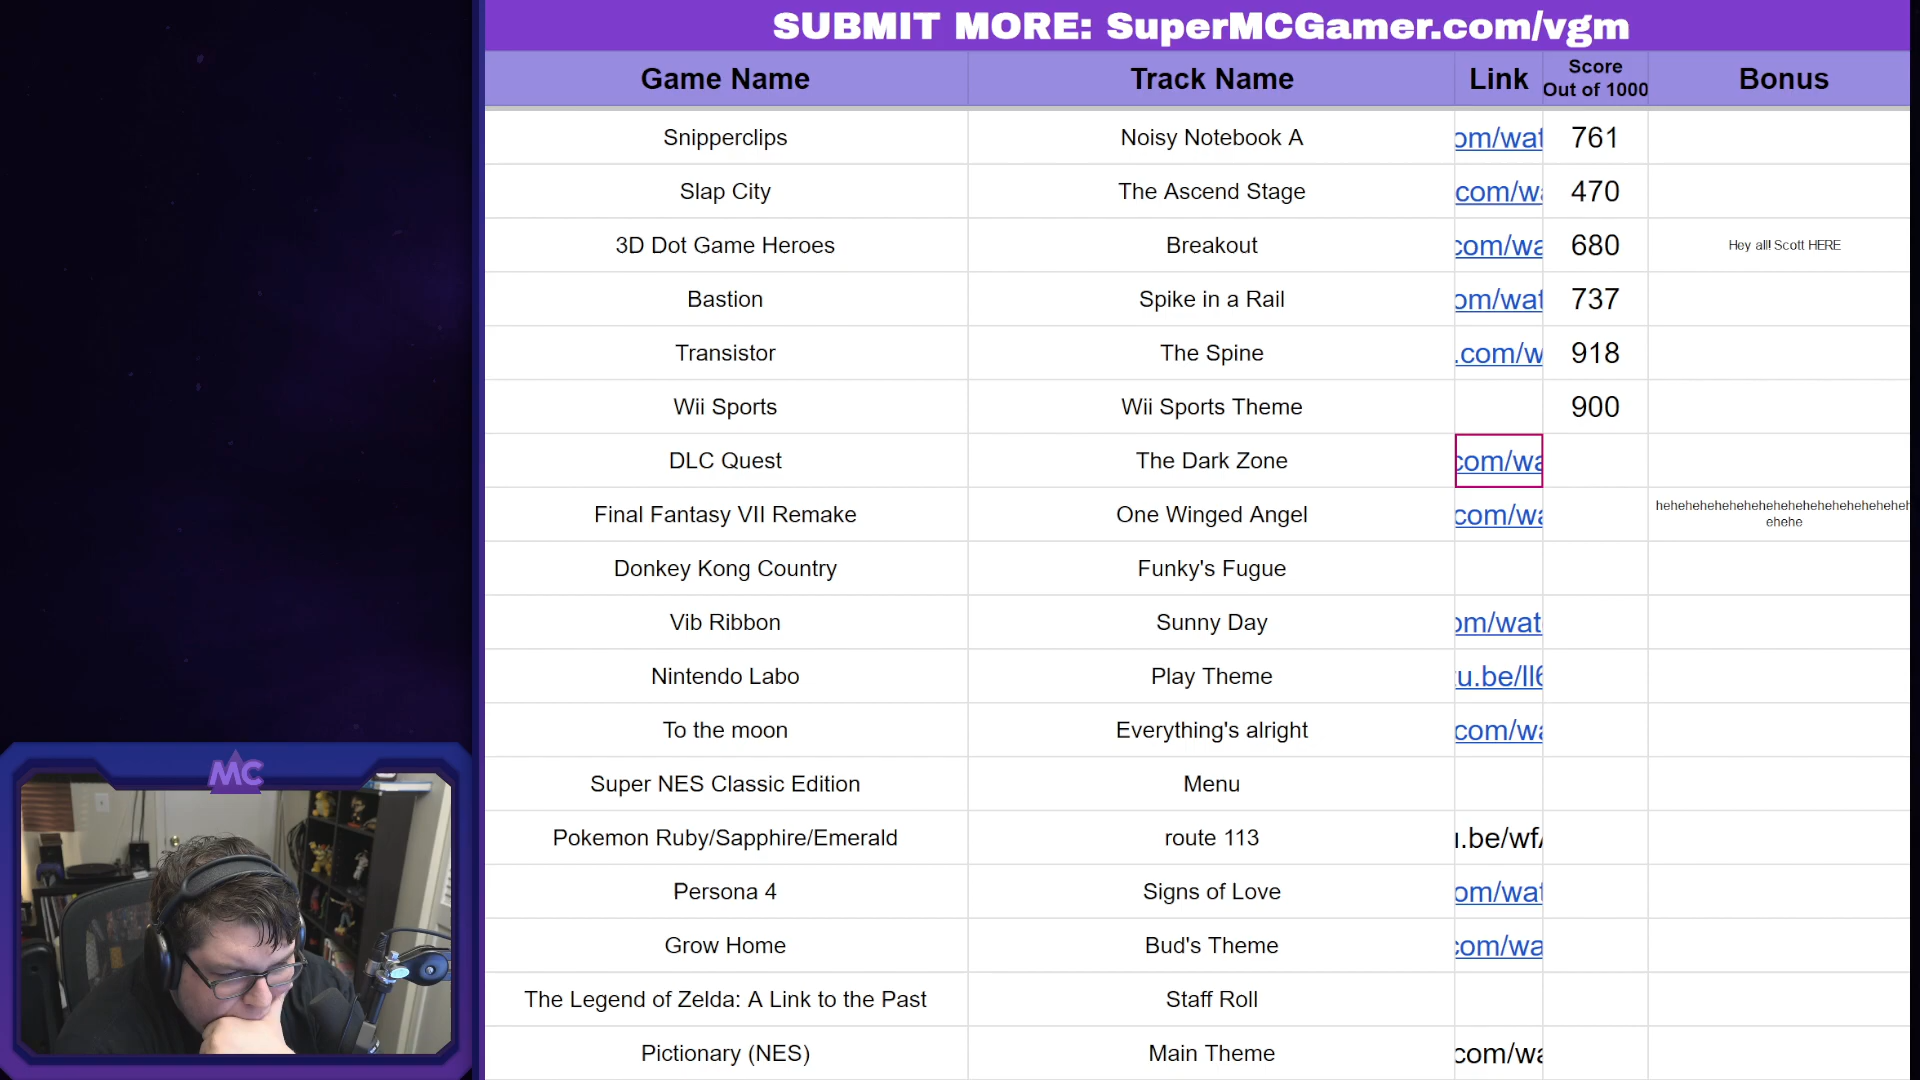 SUBMIT MORE: SuperMCGamer.com/vgm
Game Name Track Name Link Score Out of 1000 Bonus
Snipperclips Noisy Notebook A om/wat 761
Slap City The Ascend Stage .com/wa 470
3D Dot Game Heroes Breakout com/wa 680 Hey all! Scott HERE
Bastion Spike in a Rail om/wat 737
Transistor The Spine .com/w 918
Wii Sports Wii Sports Theme 900
DLC Quest The Dark Zone com/wa
Final Fantasy VII Remake One Winged Angel com/wa hehehehehehehehehehehehehehehehehehe
ehehe
Donkey Kong Country Funky's Fugue
Vib Ribbon Sunny Day om/wat
Nintendo Labo Play Theme u.be/ll6
To the moon Everything's alright com/wa
Super NES Classic Edition Menu
Pokemon Ruby/Sapphire/Emerald route 113 u.be/wf
Persona 4 Signs of Love om/wat
Grow Home Bud's Theme com/wa
The Legend of Zelda: A Link to the Past Staff Roll
Pictionary (NES) Main Theme com/wa
MC